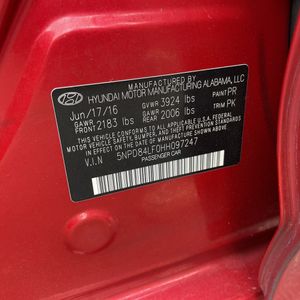 MANUFACTURED BY
HYUNDAI MOTOR MANUFACTURING ALABAMA, LLC
Jun/17/16 GVWR 3924 lbs PAINT PR
GAWR FRONT 2183 lbs GAWR REAR 2006 lbs TRIM PK
THIS VEHICLE CONFORMS TO ALL APPLICABLE FEDERAL MOTOR VEHICLE SAFETY, BUMPER, AND THEFT PREVENTION STANDARDS IN EFFECT ON THE DATE OF MANUFACTURE SHOWN ABOVE.
V.I.N 5NPD84LF0HH097247
PASSENGER CAR